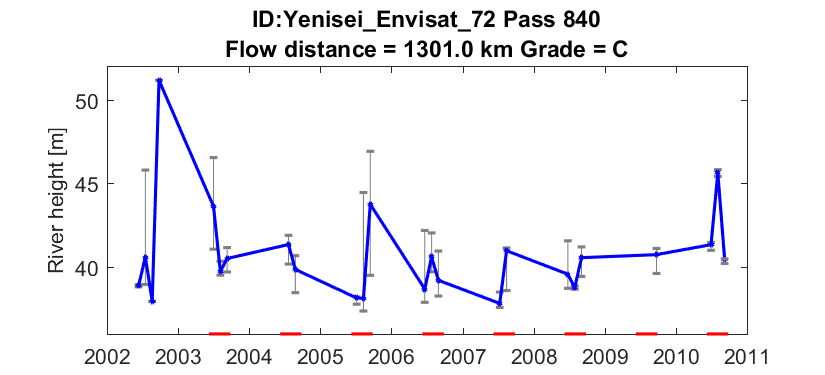 ID:Yenisei_Envisat_72 Pass 840
Flow distance = 1301.0 km Grade = C
River height [m]
50
45
40
2002 2003 2004 2005 2006 2007 2008 2009 2010 2011